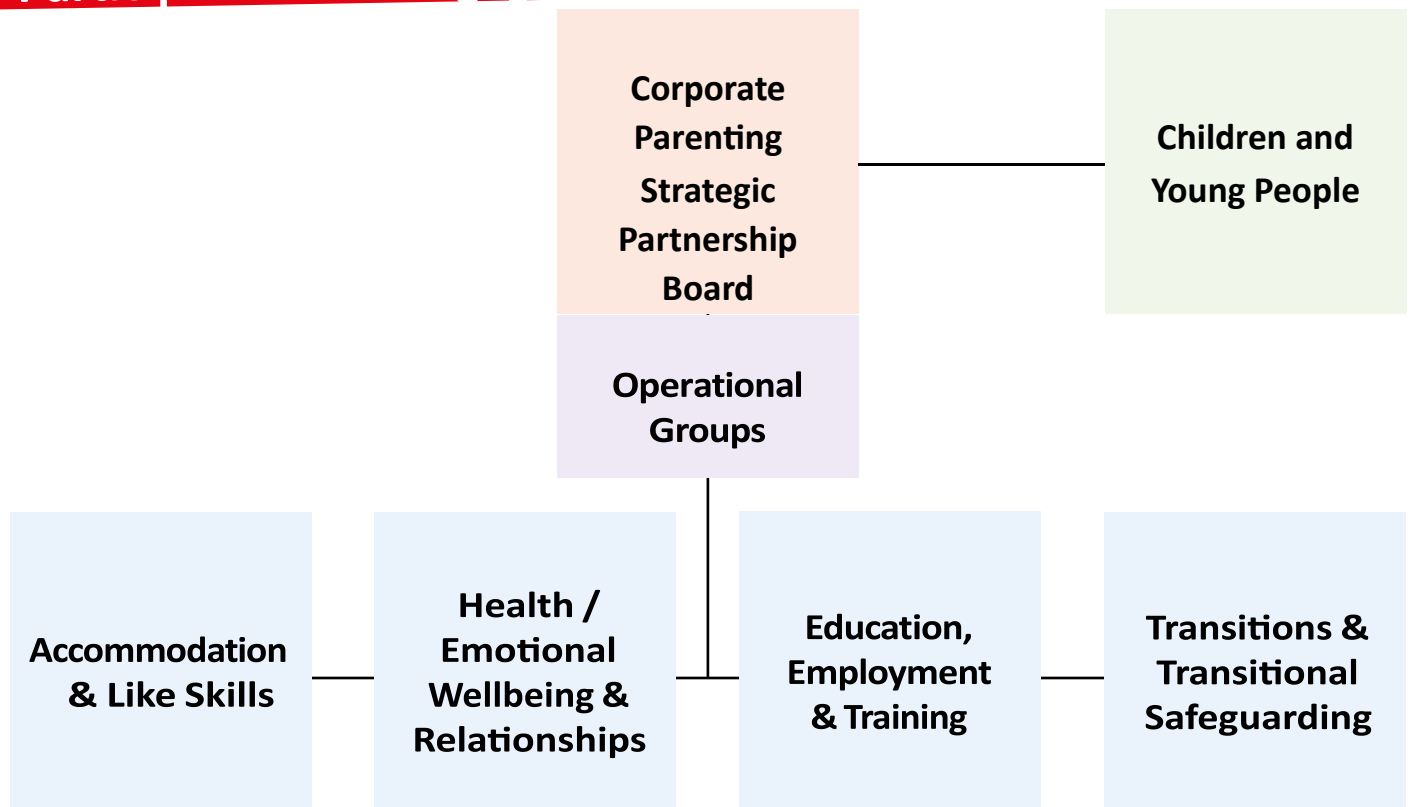 Corporate
Parenting
Strategic
Partnership
Board
Children and
Young People
Operational
Groups
Accommodation
& Like Skills
Health /
Emotional
Wellbeing &
Relationships
Education,
Employment
& Training
Transitions &
Transitional
Safeguarding